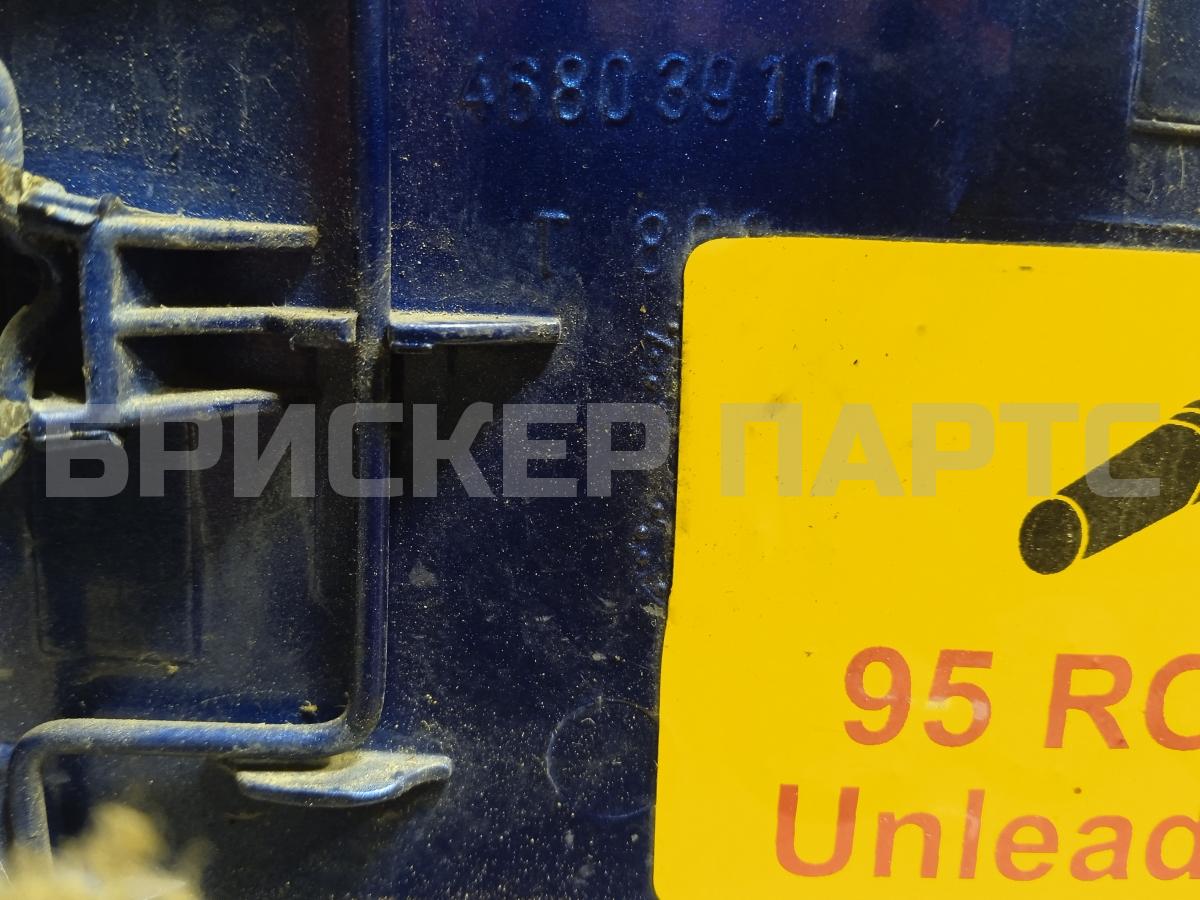 46803910
T
БРИСКЕР ПАРТС
95 RO
Unlead